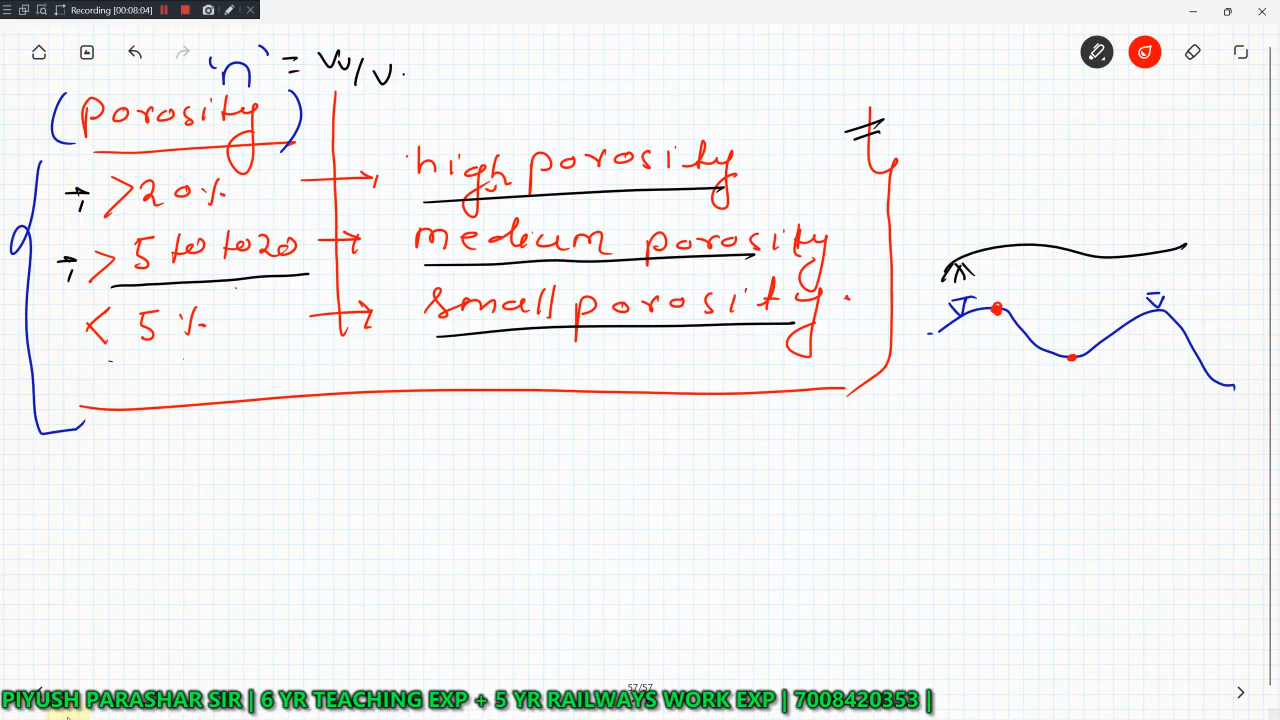 Recording [00:08:04]
'n' = Vv/V.
(Porosity)
>20% → high porosity
>5 to to 20 → medium porosity
<5% → small porosity.
57/57
PIYUSH PARASHAR SIR | 6 YR TEACHING EXP + 5 YR RAILWAYS WORK EXP | 7008420353 |